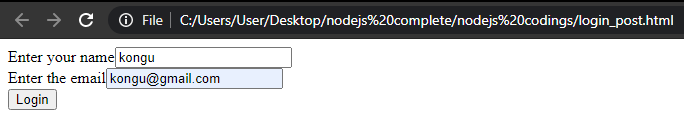 File C:/Users/User/Desktop/nodejs%20complete/nodejs%20codings/login_post.html
Enter your name kongu
Enter the email kongu@gmail.com
Login